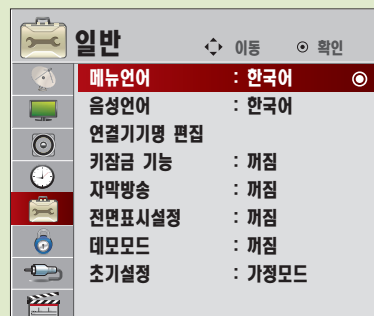 일반 이동 확인
메뉴언어 : 한국어
음성언어 : 한국어
연결기기명 편집
키잠금 기능 : 꺼짐
자막방송 : 꺼짐
전면표시설정 : 꺼짐
데모모드 : 꺼짐
초기설정 : 가정모드